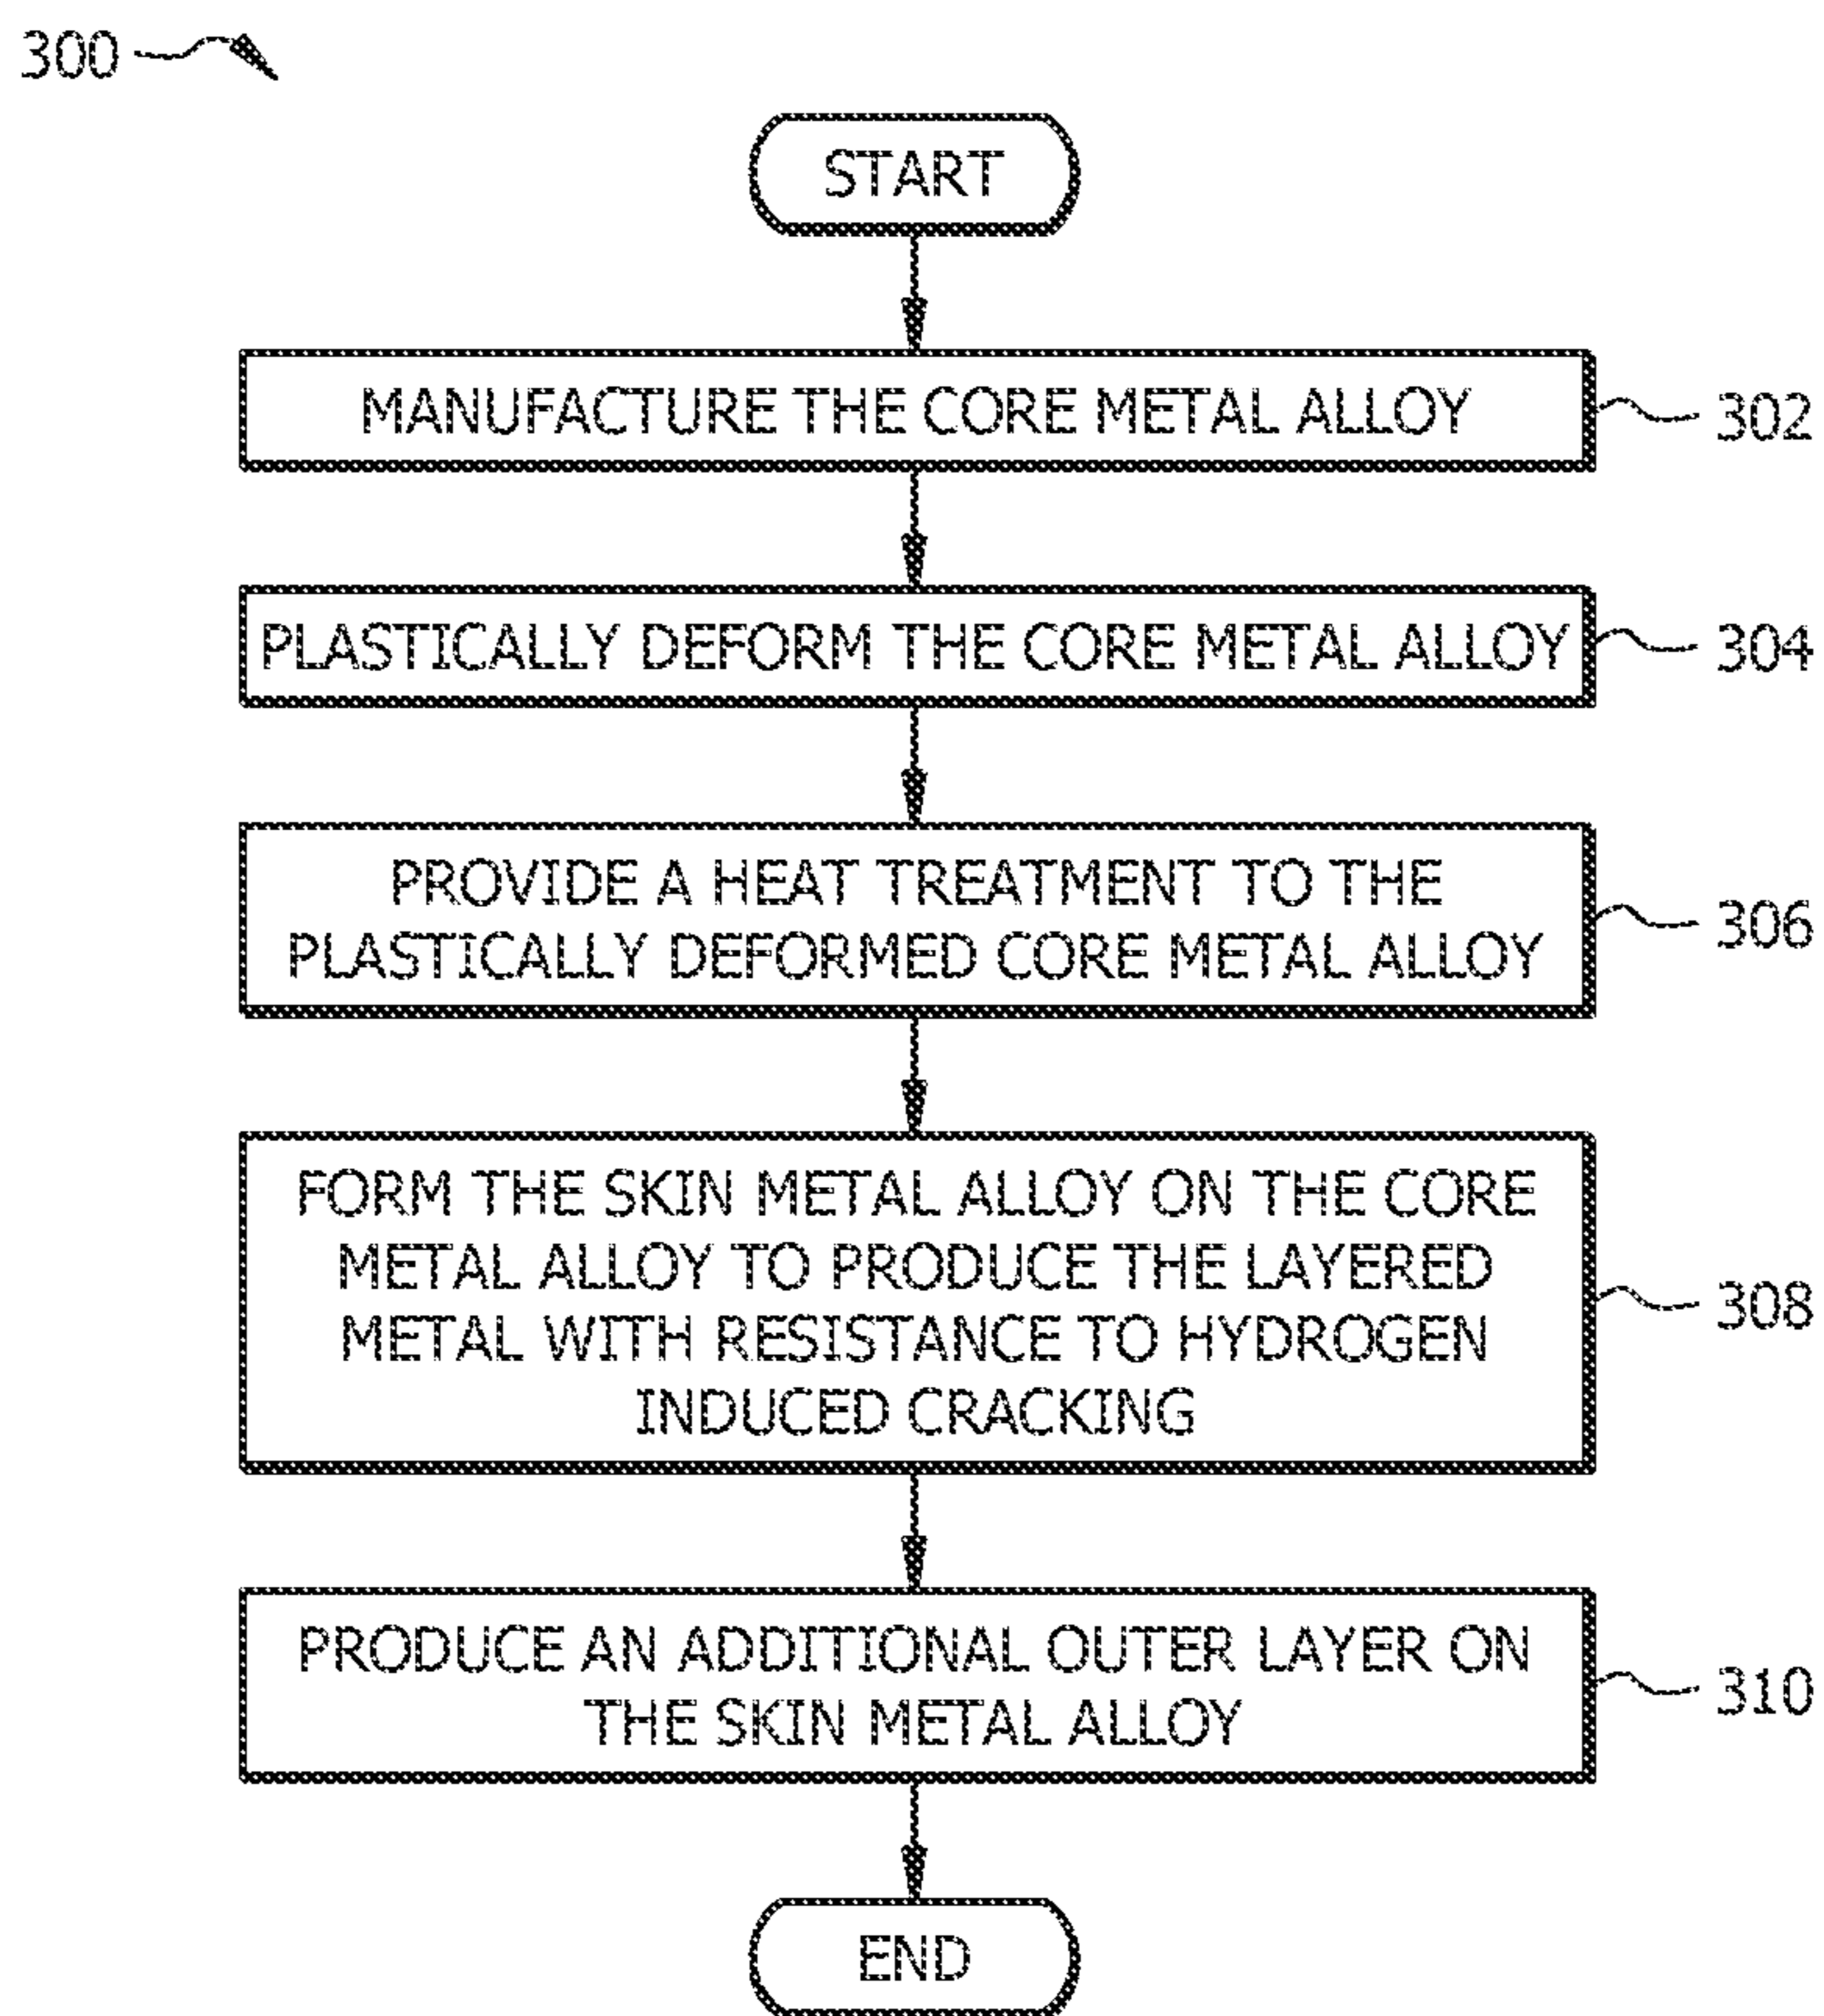 300
START
MANUFACTURE THE CORE METAL ALLOY
302
PLASTICALLY DEFORM THE CORE METAL ALLOY
304
PROVIDE A HEAT TREATMENT TO THE
PLASTICALLY DEFORMED CORE METAL ALLOY
306
FORM THE SKIN METAL ALLOY ON THE CORE
METAL ALLOY TO PRODUCE THE LAYERED
METAL WITH RESISTANCE TO HYDROGEN
INDUCED CRACKING
308
PRODUCE AN ADDITIONAL OUTER LAYER ON
THE SKIN METAL ALLOY
310
END